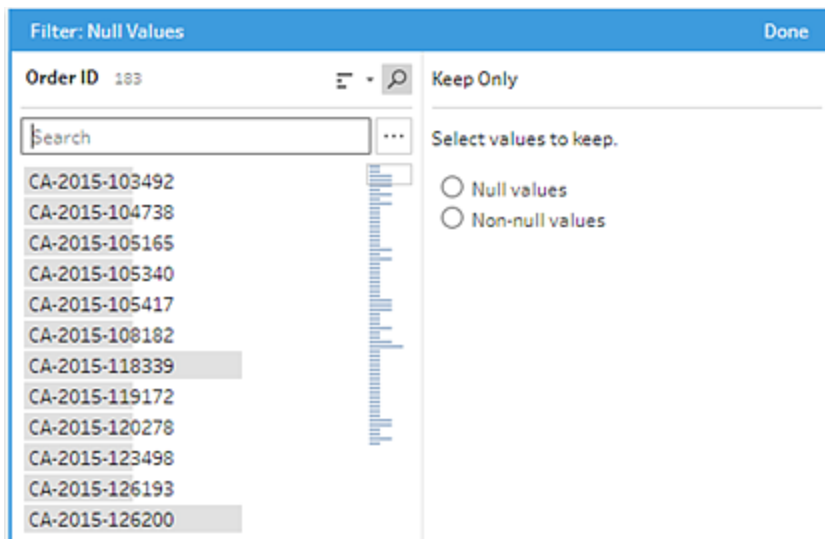 Filter: Null Values Done
Order ID 183
Search
CA-2015-103492
CA-2015-104738
CA-2015-105165
CA-2015-105340
CA-2015-105417
CA-2015-108182
CA-2015-118339
CA-2015-119172
CA-2015-120278
CA-2015-123498
CA-2015-126193
CA-2015-126200
Keep Only
Select values to keep.
Null values
Non-null values